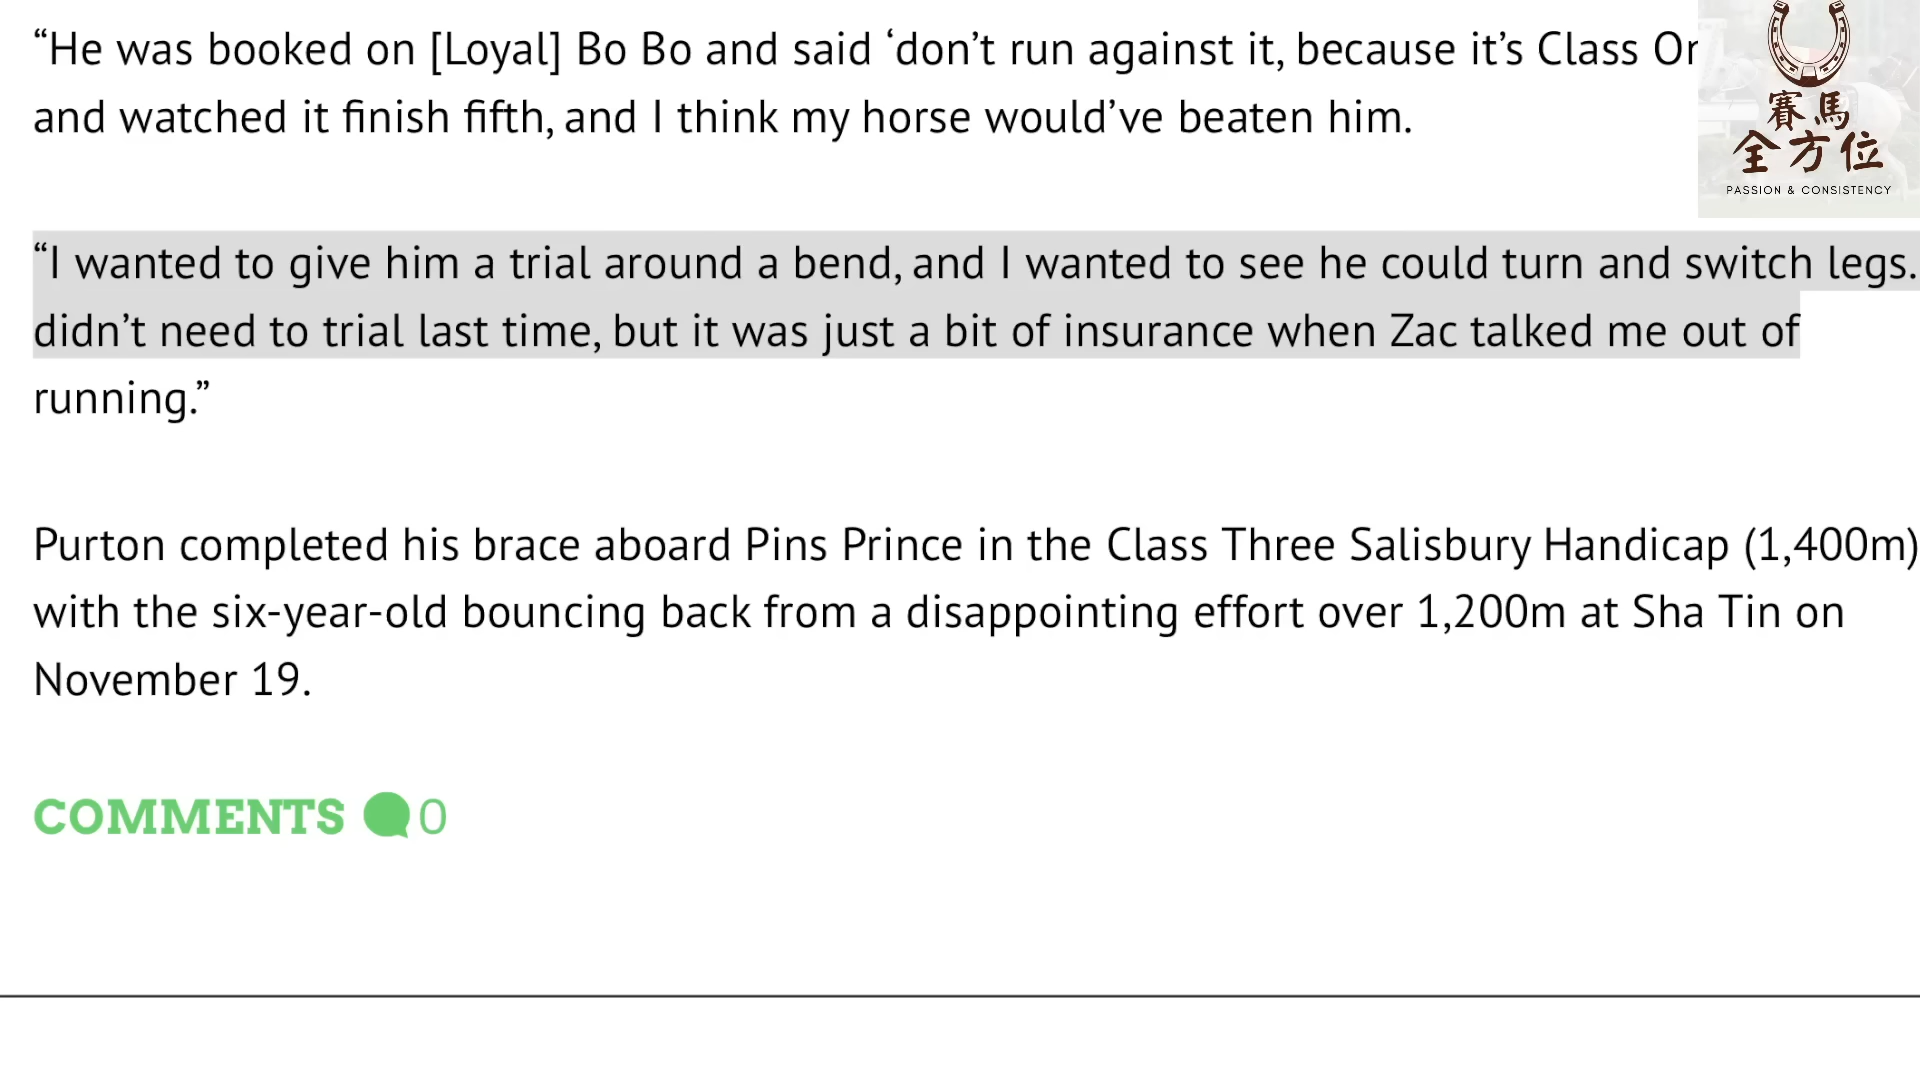 “He was booked on [Loyal] Bo Bo and said ‘don’t run against it, because it’s Class
and watched it finish fifth, and I think my horse would’ve beaten him.
賽馬
全方位
PASSION & CONSISTENCY
“I wanted to give him a trial around a bend, and I wanted to see he could turn and switch legs.
didn’t need to trial last time, but it was just a bit of insurance when Zac talked me out of
running.”
Purton completed his brace aboard Pins Prince in the Class Three Salisbury Handicap (1,400m)
with the six-year-old bouncing back from a disappointing effort over 1,200m at Sha Tin on
November 19.
COMMENTS 0